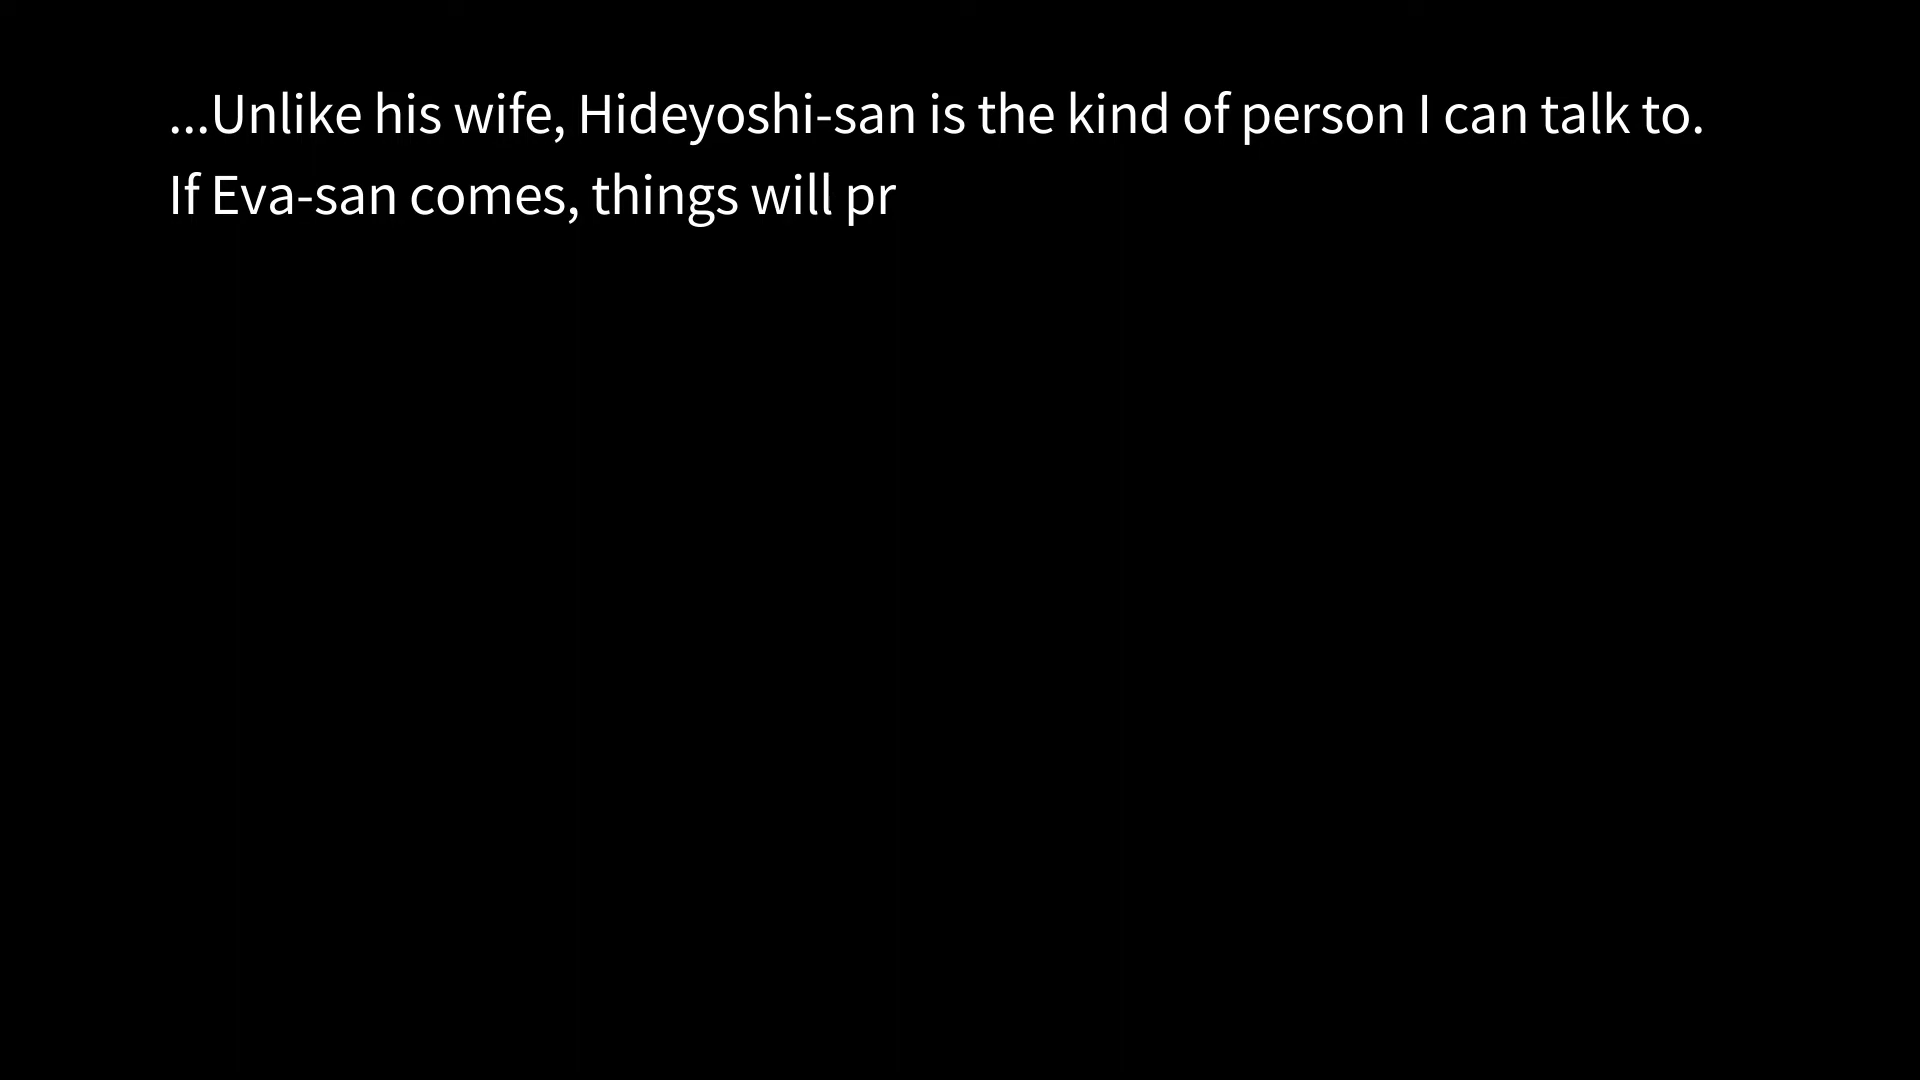 ...Unlike his wife, Hideyoshi-san is the kind of person I can talk to.
If Eva-san comes, things will pr